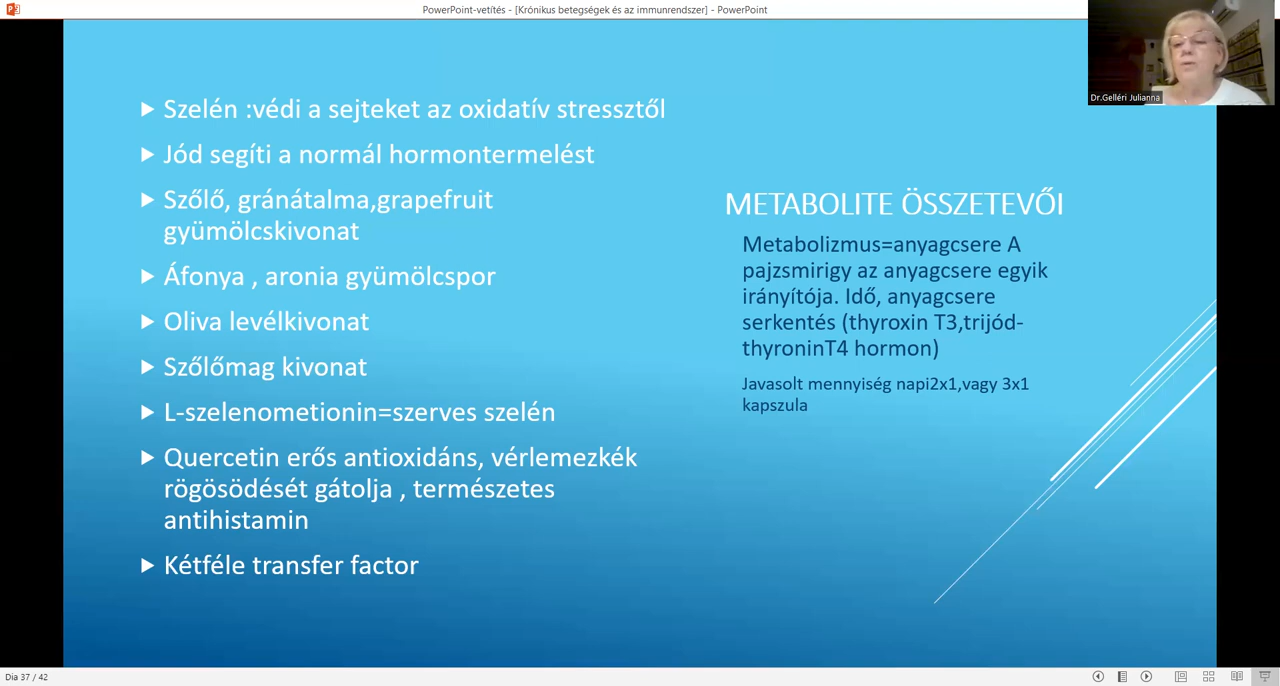 PowerPoint-vetítés - [Krónikus betegségek és az immunrendszer] - PowerPoint
Dr.Gelléri Julianna
Szelén :védi a sejteket az oxidatív stressztől
Jód segíti a normál hormontermelést
Szőlő, gránátalma,grapefruit
gyümölcskivonat
Áfonya , aronia gyümölcspor
Oliva levélkivonat
Szőlőmag kivonat
L-szelenometionin=szerves szelén
Quercetin erős antioxidáns, vérlemezkék
rögösödését gátolja , természetes
antihistamin
Kétféle transfer factor
METABOLITE ÖSSZETEVŐI
Metabolizmus=anyagcsere A
pajzsmirigy az anyagcsere egyik
irányítója. Idő, anyagcsere
serkentés (thyroxin T3,trijód-
thyroninT4 hormon)
Javasolt mennyiség napi2x1,vagy 3x1
kapszula
Dia 37 / 42